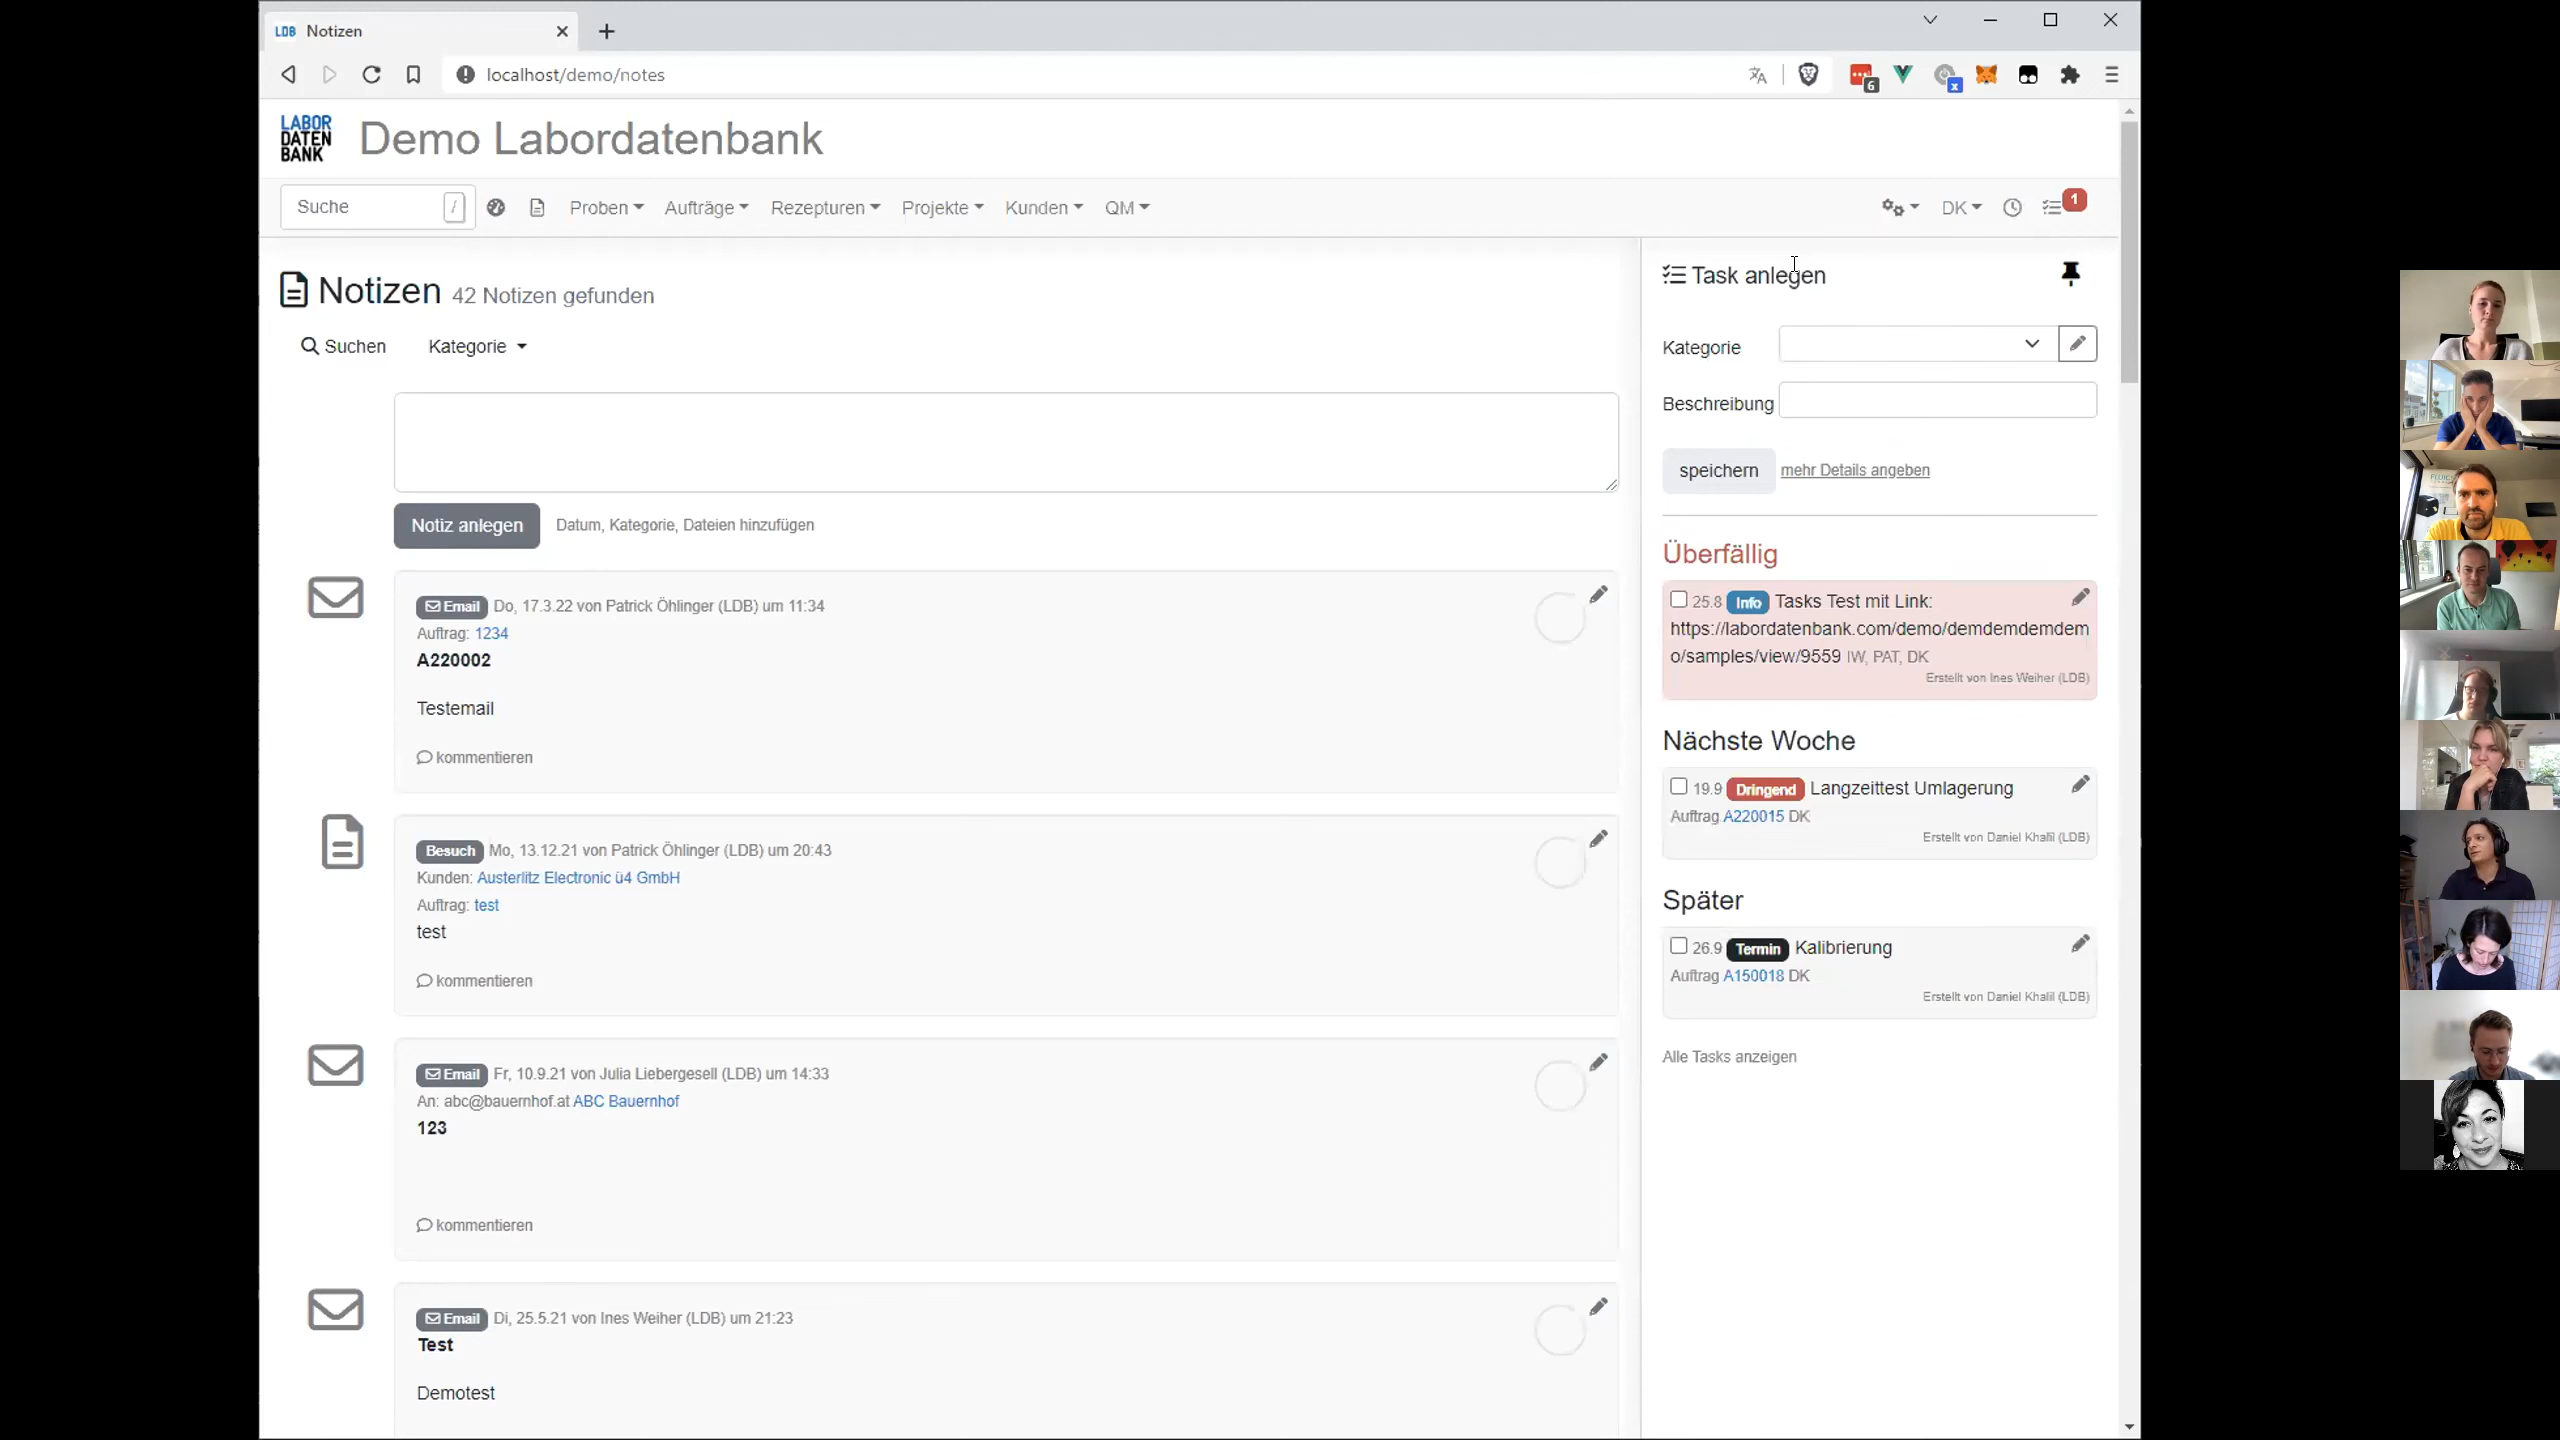 LDB Notizen
localhost/demo/notes
6
x
LABOR
DATEN
BANK
Demo Labordatenbank
Suche /
Proben Aufträge Rezepturen Projekte Kunden QM
DK 1
Notizen 42 Notizen gefunden
Suchen Kategorie
Notiz anlegen Datum, Kategorie, Dateien hinzufügen
Email Do, 17.3.22 von Patrick Öhlinger (LDB) um 11:34
Auftrag: 1234
A220002
Testemail
kommentieren
Besuch Mo, 13.12.21 von Patrick Öhlinger (LDB) um 20:43
Kunden: Austerlitz Electronic ü4 GmbH
Auftrag: test
test
kommentieren
Email Fr, 10.9.21 von Julia Liebergesell (LDB) um 14:33
An: abc@bauernhof.at ABC Bauernhof
123
kommentieren
Email Di, 25.5.21 von Ines Weiher (LDB) um 21:23
Test
Demotest
Task anlegen
Kategorie
Beschreibung
speichern mehr Details angeben
Überfällig
25.8 Info Tasks Test mit Link:
https://labordatenbank.com/demo/demdemdemdem
o/samples/view/9559 IW, PAT, DK
Erstellt von Ines Weiher (LDB)
Nächste Woche
19.9 Dringend Langzeittest Umlagerung
Auftrag A220015 DK
Erstellt von Daniel Khalil (LDB)
Später
26.9 Termin Kalibrierung
Auftrag A150018 DK
Erstellt von Daniel Khalil (LDB)
Alle Tasks anzeigen